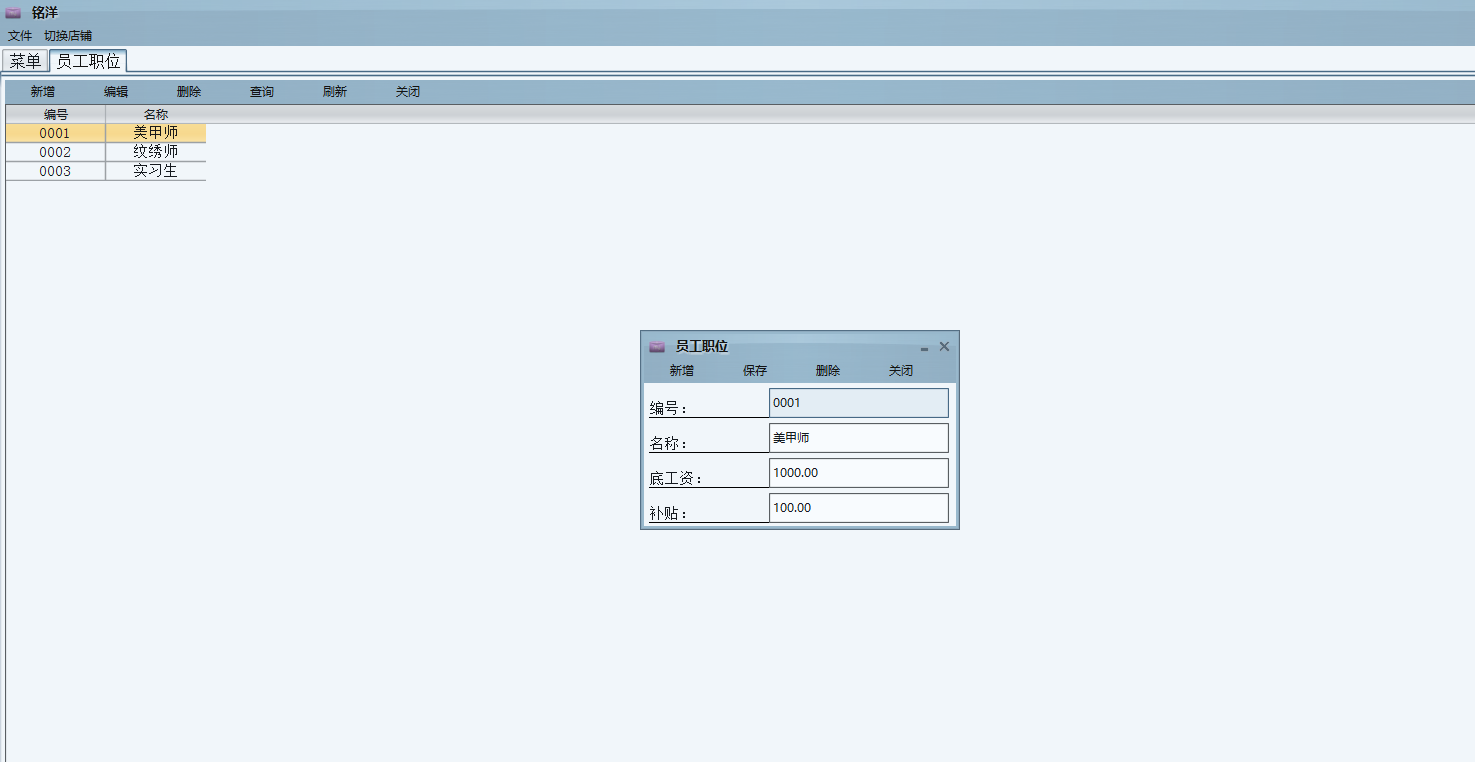 铭洋
文件 切换店铺
菜单 员工职位
新增 编辑 删除 查询 刷新 关闭
编号 名称
0001 美甲师
0002 纹绣师
0003 实习生
员工职位
新增 保存 删除 关闭
编号： 0001
名称： 美甲师
底工资： 1000.00
补贴： 100.00